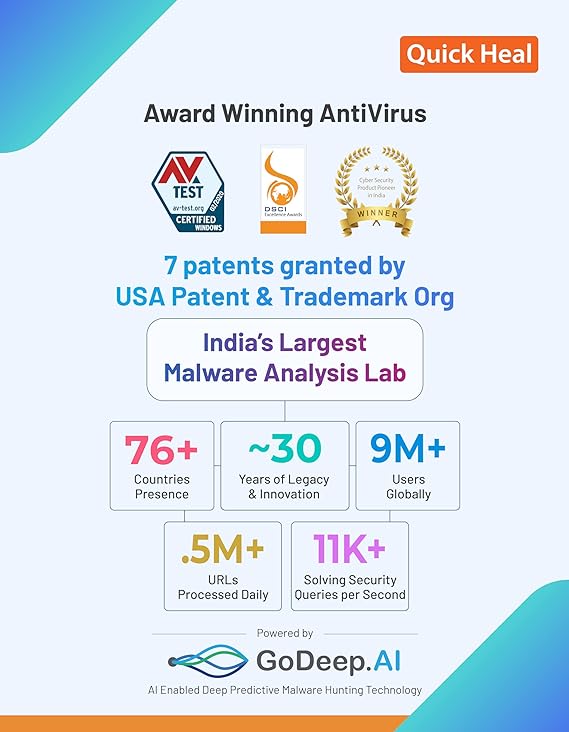 Quick Heal
Award Winning AntiVirus
AV
TEST
av-test.org
02/2020
CERTIFIED
WINDOWS
DSCI
Excellence Awards
Cyber Security
Product Pioneer
in India
WINNER
7 patents granted by
USA Patent & Trademark Org
India's Largest
Malware Analysis Lab
76+
Countries
Presence
~30
Years of Legacy
& Innovation
9M+
Users
Globally
.5M+
URLs
Processed Daily
11K+
Solving Security
Queries per Second
Powered by
GoDeep.AI
AI Enabled Deep Predictive Malware Hunting Technology